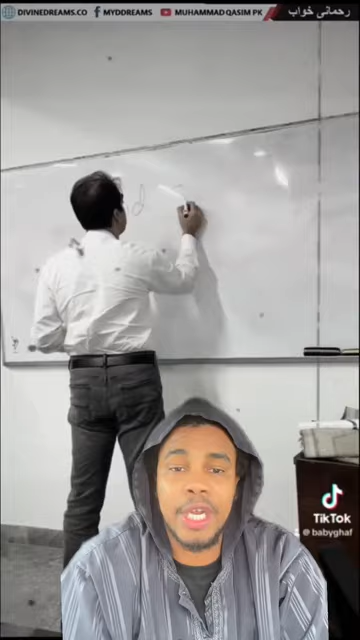 DIVINEDREAMS.CO MYDDREAMS MUHAMMAD QASIM PK رحمانی خواب
TikTok
@ babyghaf